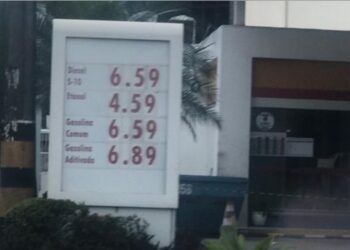 Diesel
S-10
6.59
Etanol
4.59
Gasolina
Comum
6.59
Gasolina
Aditivada
6.89